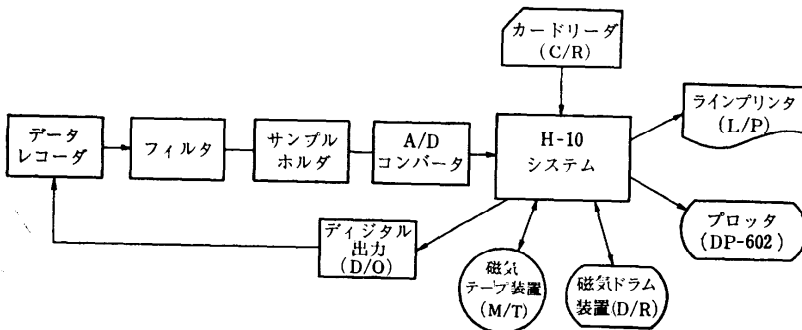 カードリーダ
(C/R)
データ
レコーダ
フィルタ
サンプル
ホルダ
A/D
コンバータ
H-10
システム
ラインプリンタ
(L/P)
プロッタ
(DP-602)
ディジタル
出力
(D/O)
磁気
テープ装置
(M/T)
磁気ドラム
装置(D/R)